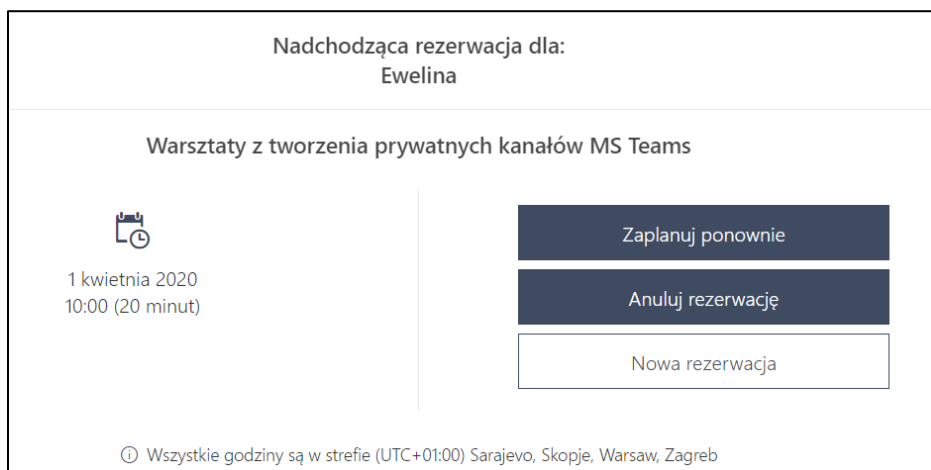 Nadchodząca rezerwacja dla:
Ewelina
Warsztaty z tworzenia prywatnych kanałów MS Teams
1 kwietnia 2020
10:00 (20 minut)
Zaplanuj ponownie
Anuluj rezerwację
Nowa rezerwacja
Wszystkie godziny są w strefie (UTC+01:00) Sarajevo, Skopje, Warsaw, Zagreb